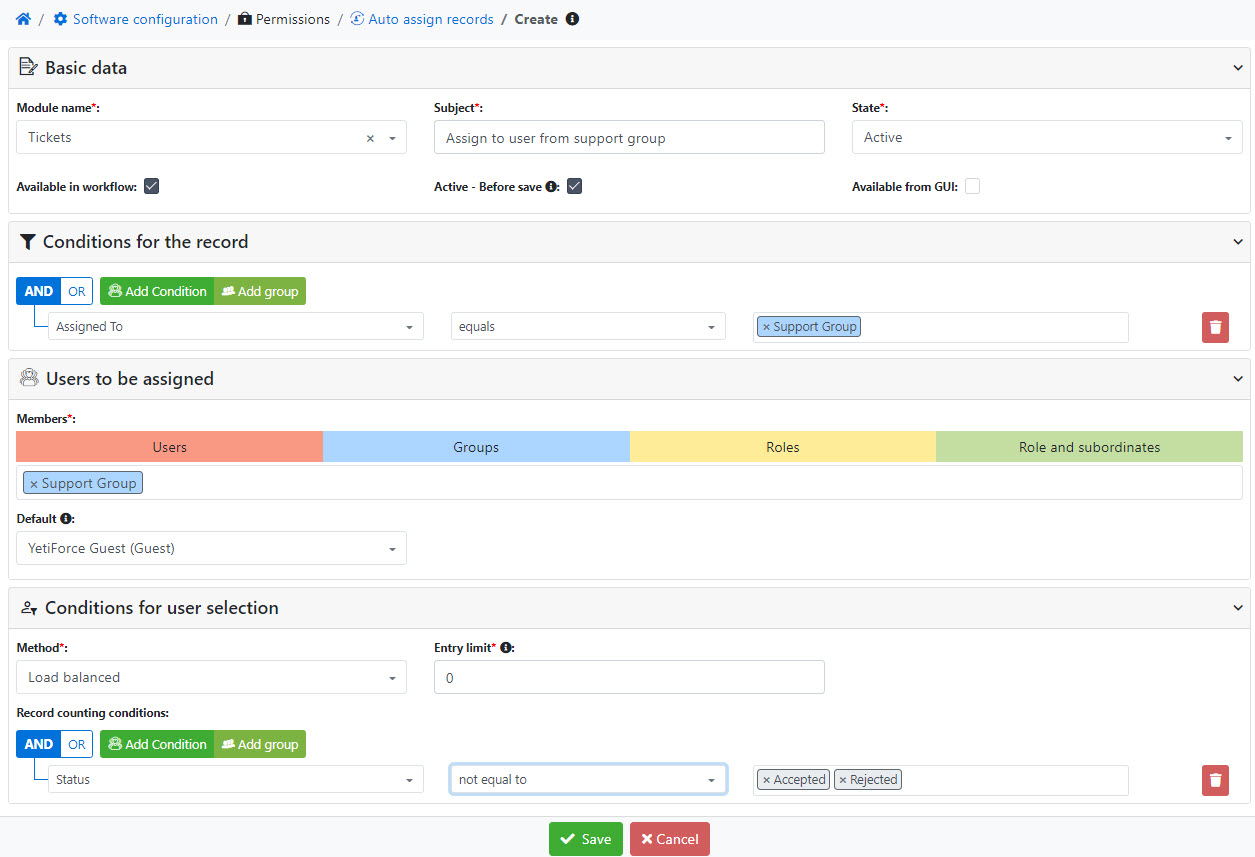 / Software configuration / Permissions / Auto assign records / Create
Basic data
Module name*: Subject*: State*:
Tickets × Assign to user from support group Active
Available in workflow: Active - Before save : Available from GUI:
Conditions for the record
AND OR Add Condition Add group
Assigned To equals × Support Group
Users to be assigned
Members*:
Users Groups Roles Role and subordinates
× Support Group
Default :
YetiForce Guest (Guest)
Conditions for user selection
Method*: Entry limit* :
Load balanced 0
Record counting conditions:
AND OR Add Condition Add group
Status not equal to × Accepted × Rejected
Save Cancel